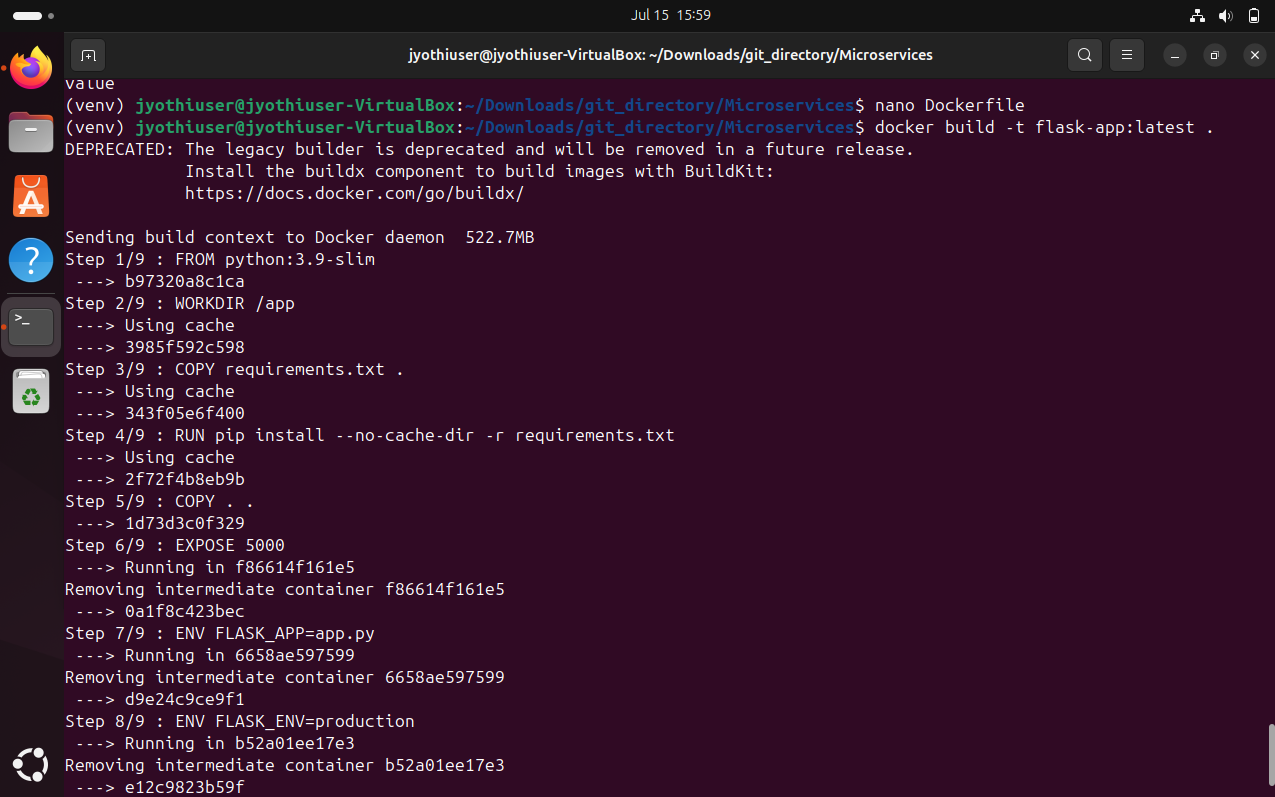 Jul 15 15:59
jyothiuser@jyothiuser-VirtualBox: ~/Downloads/git_directory/Microservices
value
(venv) jyothiuser@jyothiuser-VirtualBox:~/Downloads/git_directory/Microservices$ nano Dockerfile
(venv) jyothiuser@jyothiuser-VirtualBox:~/Downloads/git_directory/Microservices$ docker build -t flask-app:latest .
DEPRECATED: The legacy builder is deprecated and will be removed in a future release.
            Install the buildx component to build images with BuildKit:
            https://docs.docker.com/go/buildx/

Sending build context to Docker daemon  522.7MB
Step 1/9 : FROM python:3.9-slim
 ---> b97320a8c1ca
Step 2/9 : WORKDIR /app
 ---> Using cache
 ---> 3985f592c598
Step 3/9 : COPY requirements.txt .
 ---> Using cache
 ---> 343f05e6f400
Step 4/9 : RUN pip install --no-cache-dir -r requirements.txt
 ---> Using cache
 ---> 2f72f4b8eb9b
Step 5/9 : COPY . .
 ---> 1d73d3c0f329
Step 6/9 : EXPOSE 5000
 ---> Running in f86614f161e5
Removing intermediate container f86614f161e5
 ---> 0a1f8c423bec
Step 7/9 : ENV FLASK_APP=app.py
 ---> Running in 6658ae597599
Removing intermediate container 6658ae597599
 ---> d9e24c9ce9f1
Step 8/9 : ENV FLASK_ENV=production
 ---> Running in b52a01ee17e3
Removing intermediate container b52a01ee17e3
 ---> e12c9823b59f